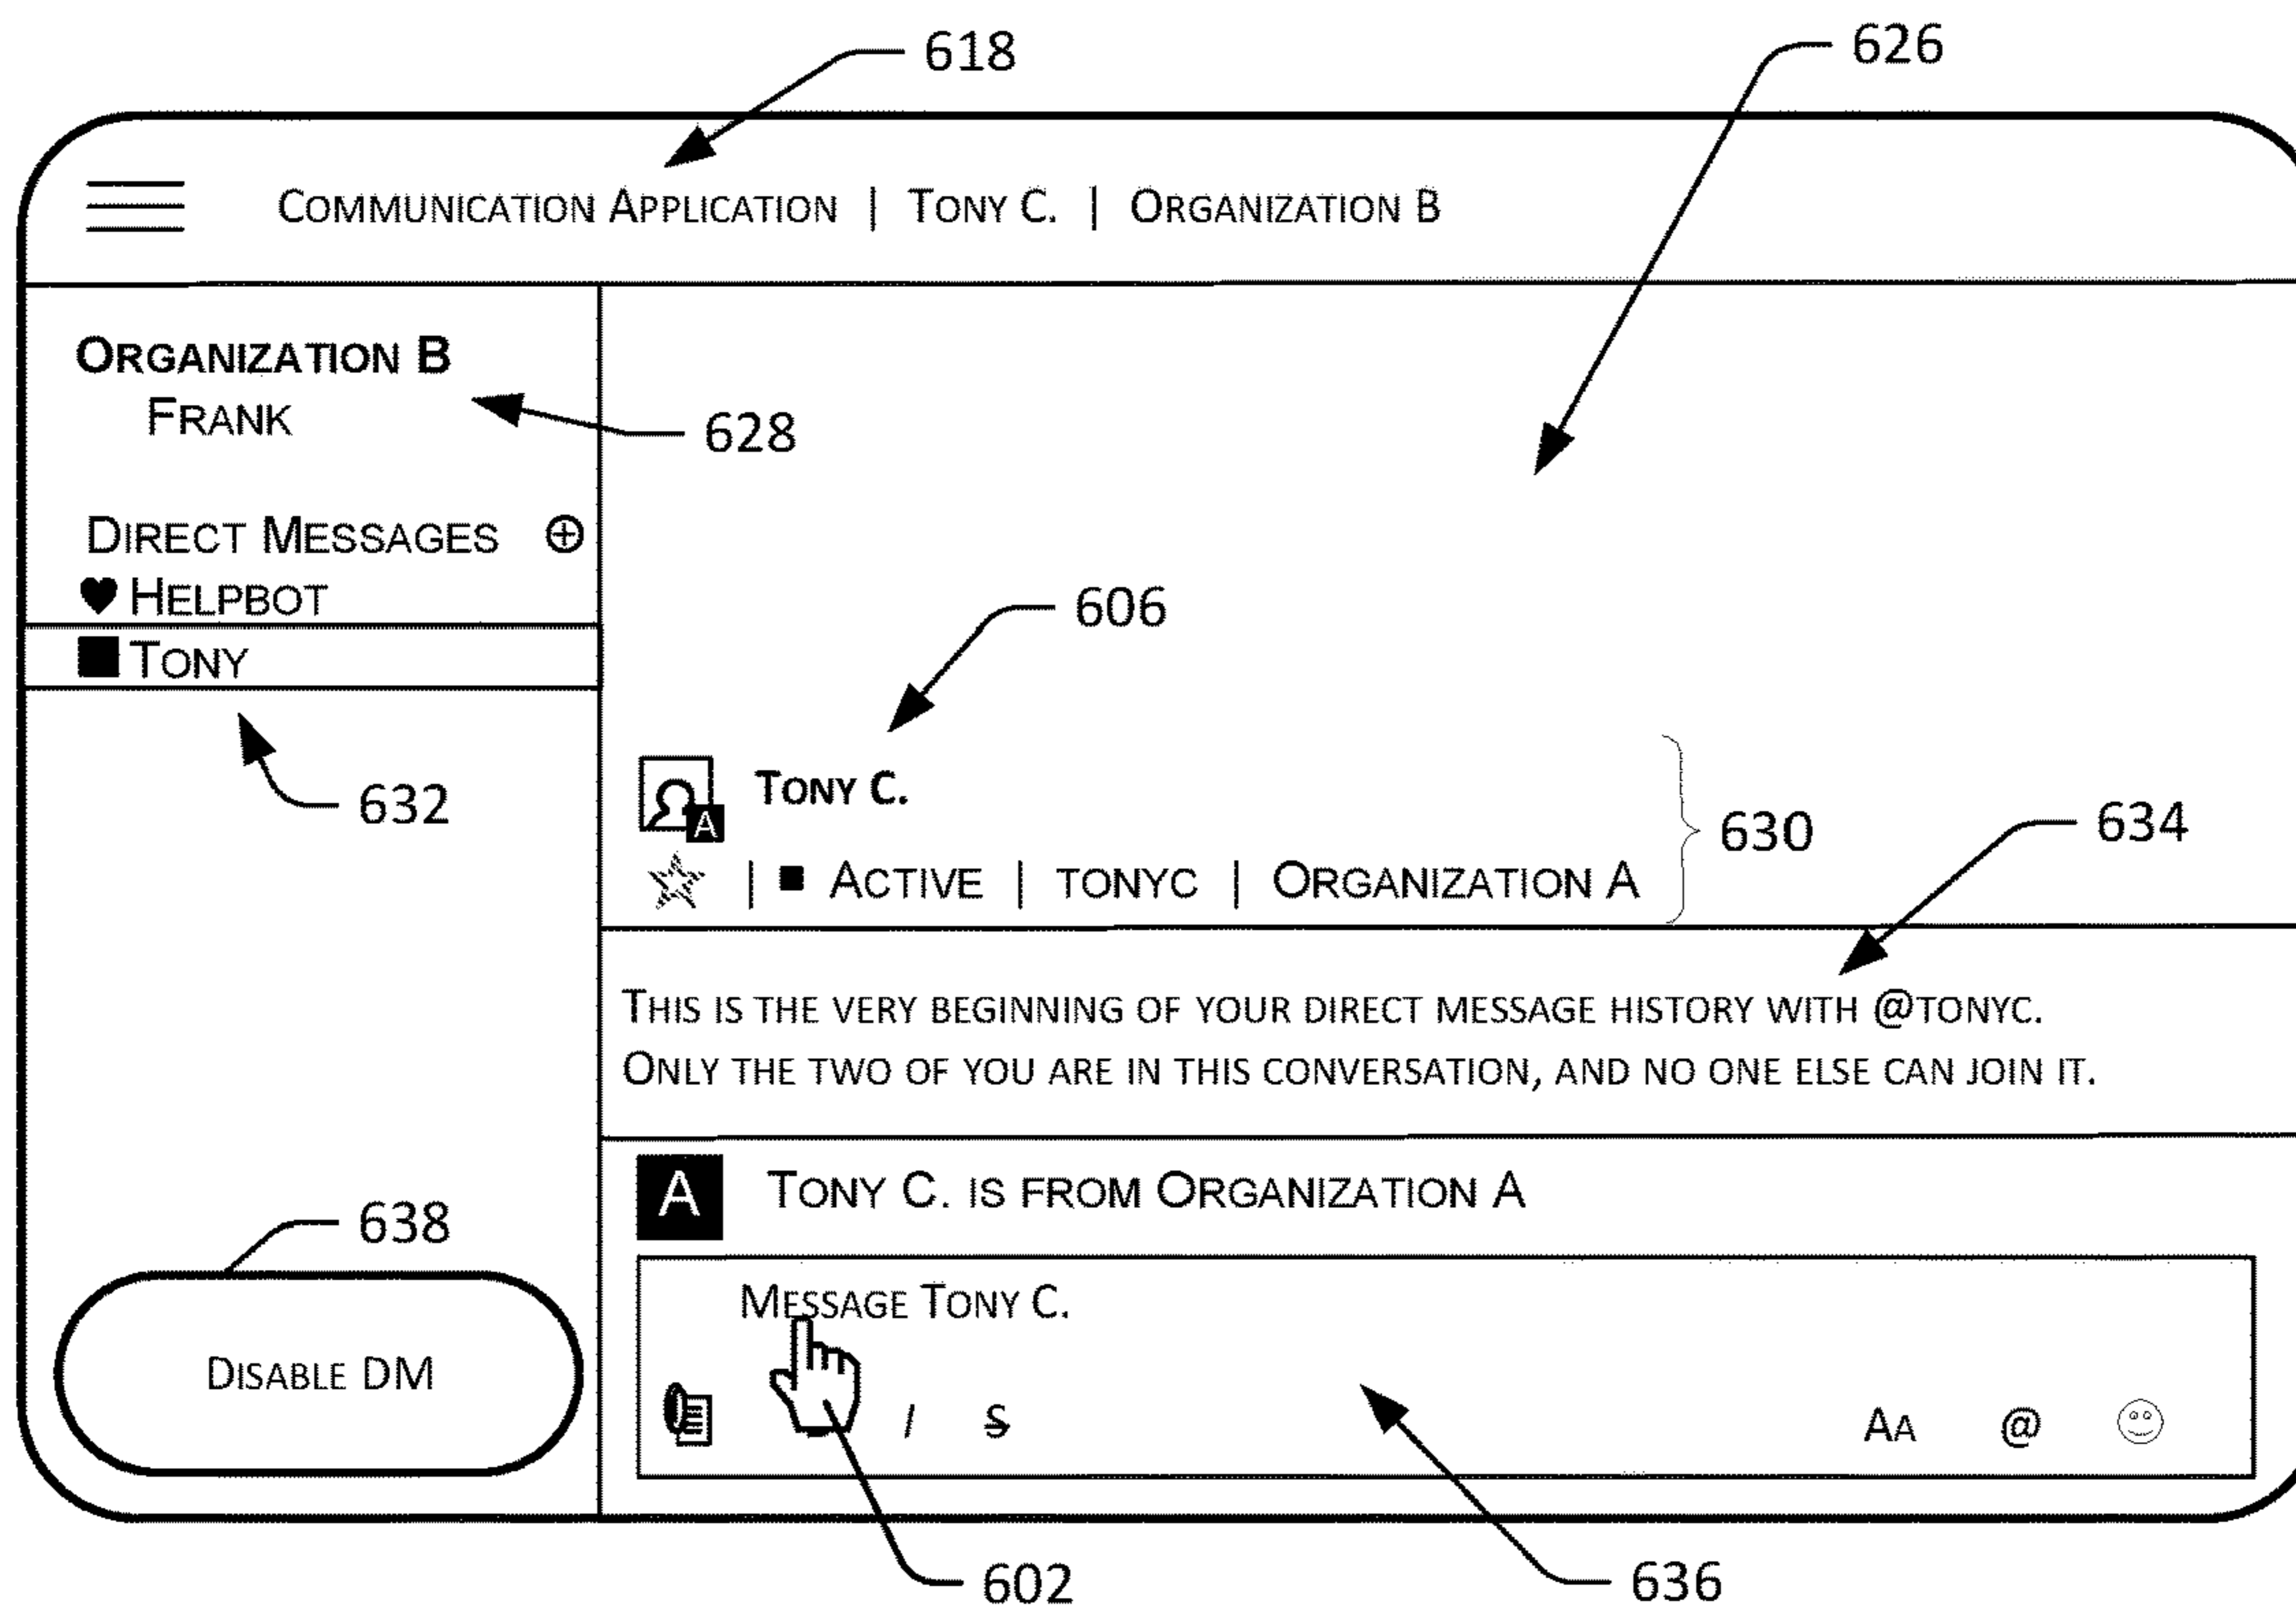 618
626
COMMUNICATION APPLICATION | TONY C. | ORGANIZATION B
ORGANIZATION B
FRANK
628
DIRECT MESSAGES
HELPBOT
TONY
632
606
TONY C.
A
ACTIVE | TONYC | ORGANIZATION A
630
634
THIS IS THE VERY BEGINNING OF YOUR DIRECT MESSAGE HISTORY WITH @TONYC.
ONLY THE TWO OF YOU ARE IN THIS CONVERSATION, AND NO ONE ELSE CAN JOIN IT.
A TONY C. IS FROM ORGANIZATION A
638
DISABLE DM
MESSAGE TONY C.
I S AA @
602
636